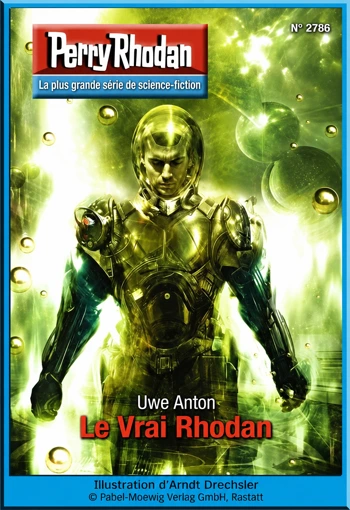 N° 2786
Perry Rhodan
La plus grande série de science-fiction
Uwe Anton
Le Vrai Rhodan
Illustration d'Arndt Drechsler
© Pabel-Moewig Verlag GmbH, Rastatt